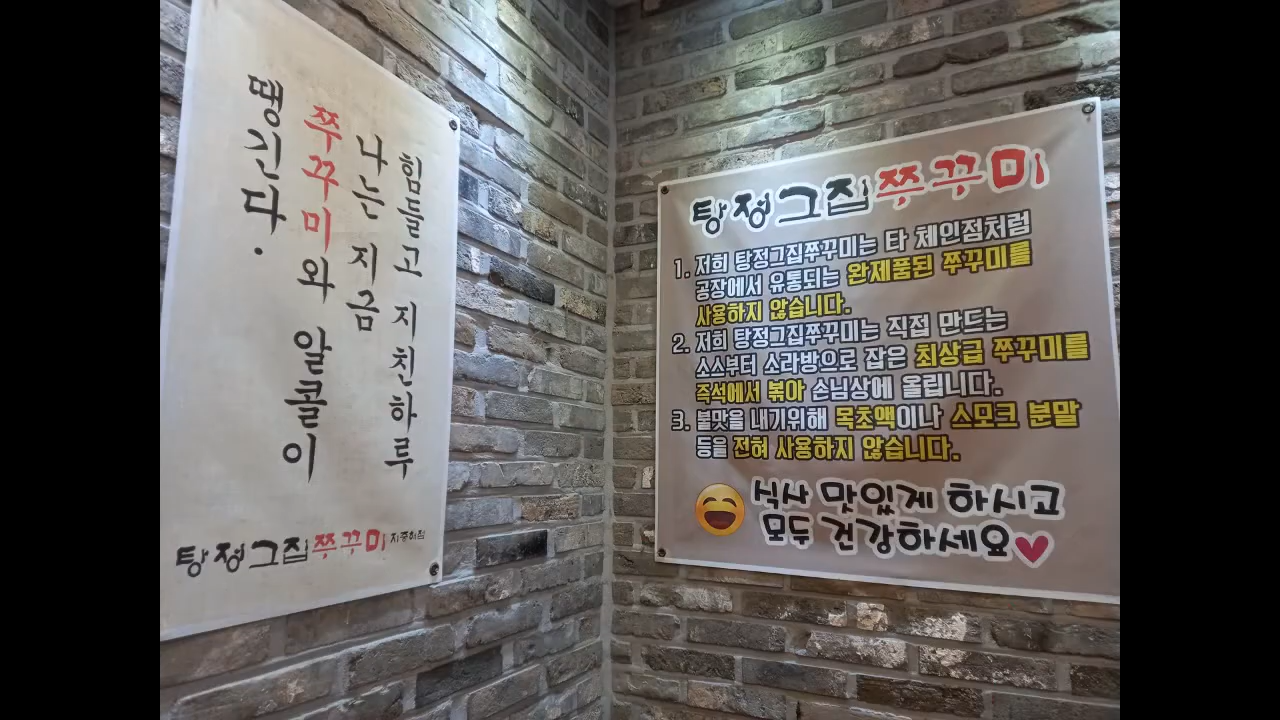 힘들고 지친하루
나는 지금
쭈꾸미와 알콜이
땡긴다.
탕정그집쭈꾸미
탕정그집쭈꾸미
1. 저희 탕정그집쭈꾸미는 타 체인점처럼
공장에서 유통되는 완제품된 쭈꾸미를
사용하지 않습니다.
2. 저희 탕정그집쭈꾸미는 직접 만드는
소스부터 소라방으로 잡은 최상급 쭈꾸미를
즉석에서 볶아 손님상에 올립니다.
3. 불맛을 내기위해 목초액이나 스모크 분말
등을 전혀 사용하지 않습니다.
식사 맛있게 하시고
모두 건강하세요